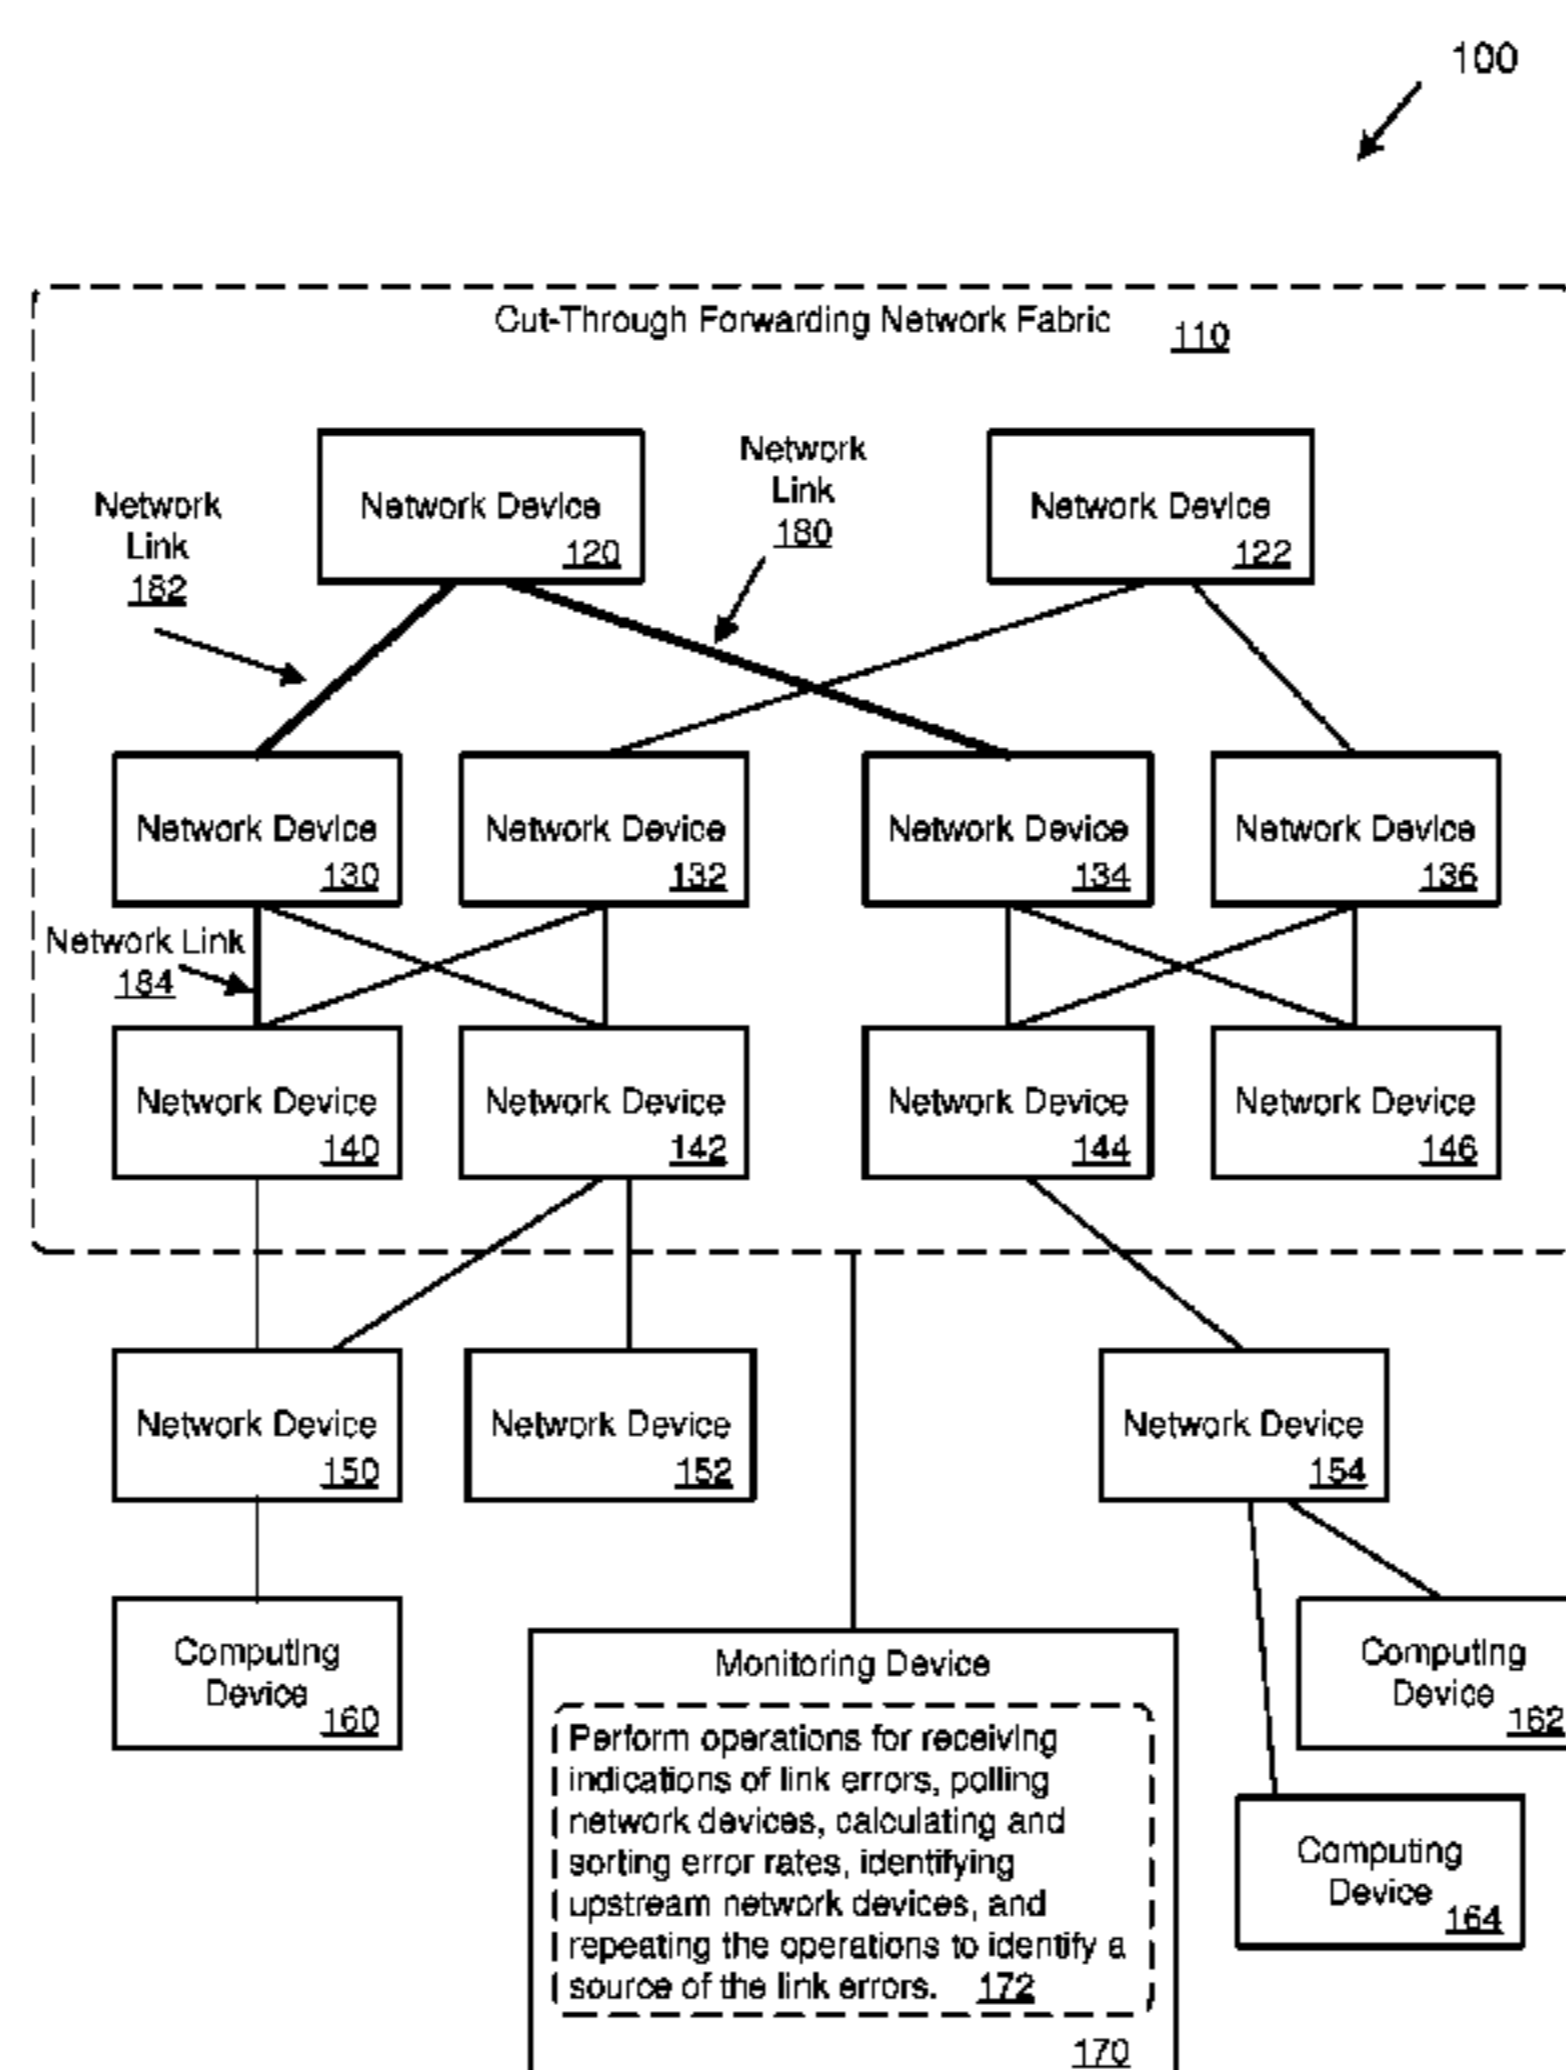 100
Cut-Through Forwarding Network Fabric 110
Network Device
120
Network
Link
180
Network Device
122
Network
Link
182
Network Device
130
Network Device
132
Network Device
134
Network Device
136
Network Link
184
Network Device
140
Network Device
142
Network Device
144
Network Device
146
Network Device
150
Network Device
152
Network Device
154
Computing
Device
160
Monitoring Device
Perform operations for receiving
indications of link errors, polling
network devices, calculating and
sorting error rates, identifying
upstream network devices, and
repeating the operations to identify a
source of the link errors. 172
170
Computing
Device
162
Computing
Device
164